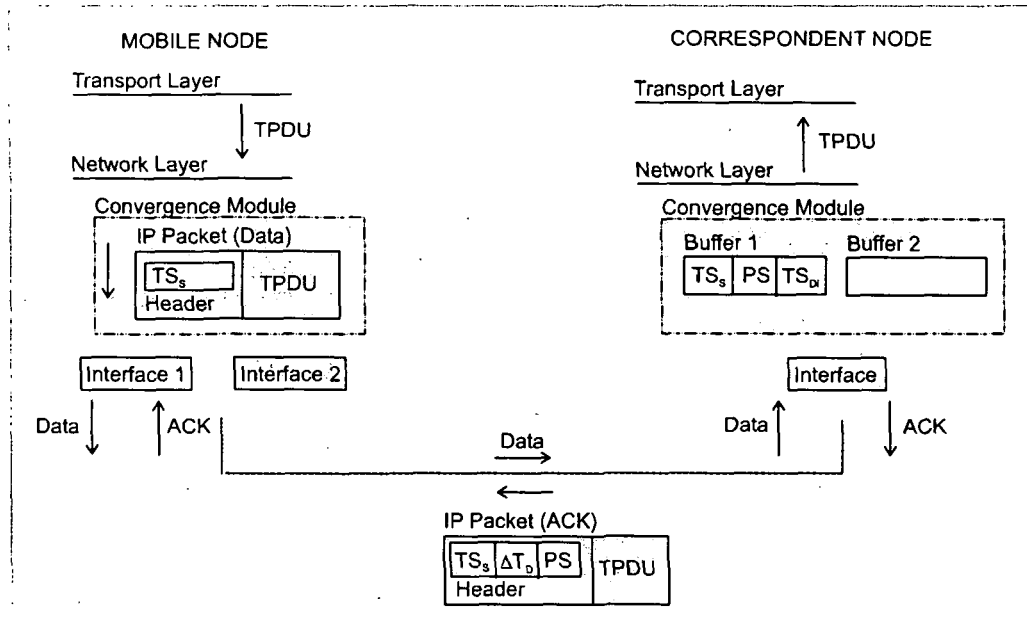 MOBILE NODE
Transport Layer
TPDU
Network Layer
Convergence Module
IP Packet (Data)
TSs
TPDU
Header
Interface 1
Interface 2
Data
ACK
CORRESPONDENT NODE
Transport Layer
TPDU
Network Layer
Convergence Module
Buffer 1
Buffer 2
TSs PS TSDI
Interface
Data
ACK
Data
IP Packet (ACK)
TSs ΔTD PS
TPDU
Header